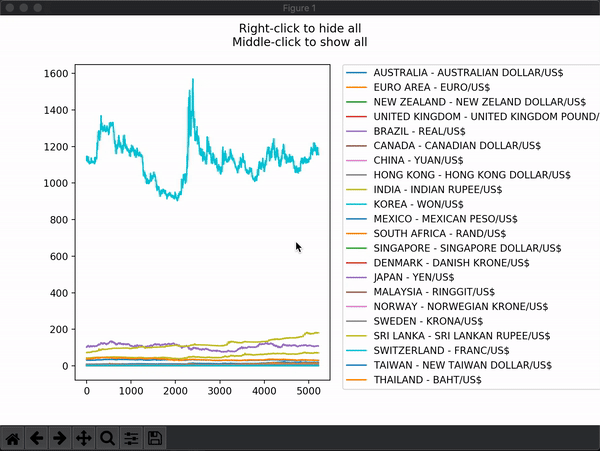 Figure 1
Right-click to hide all
Middle-click to show all
1600
1400
1200
1000
800
600
400
200
0
0
1000
2000
3000
4000
5000
AUSTRALIA - AUSTRALIAN DOLLAR/US$
EURO AREA - EURO/US$
NEW ZEALAND - NEW ZELAND DOLLAR/US$
UNITED KINGDOM - UNITED KINGDOM POUND/
BRAZIL - REAL/US$
CANADA - CANADIAN DOLLAR/US$
CHINA - YUAN/US$
HONG KONG - HONG KONG DOLLAR/US$
INDIA - INDIAN RUPEE/US$
KOREA - WON/US$
MEXICO - MEXICAN PESO/US$
SOUTH AFRICA - RAND/US$
SINGAPORE - SINGAPORE DOLLAR/US$
DENMARK - DANISH KRONE/US$
JAPAN - YEN/US$
MALAYSIA - RINGGIT/US$
NORWAY - NORWEGIAN KRONE/US$
SWEDEN - KRONA/US$
SRI LANKA - SRI LANKAN RUPEE/US$
SWITZERLAND - FRANC/US$
TAIWAN - NEW TAIWAN DOLLAR/US$
THAILAND - BAHT/US$